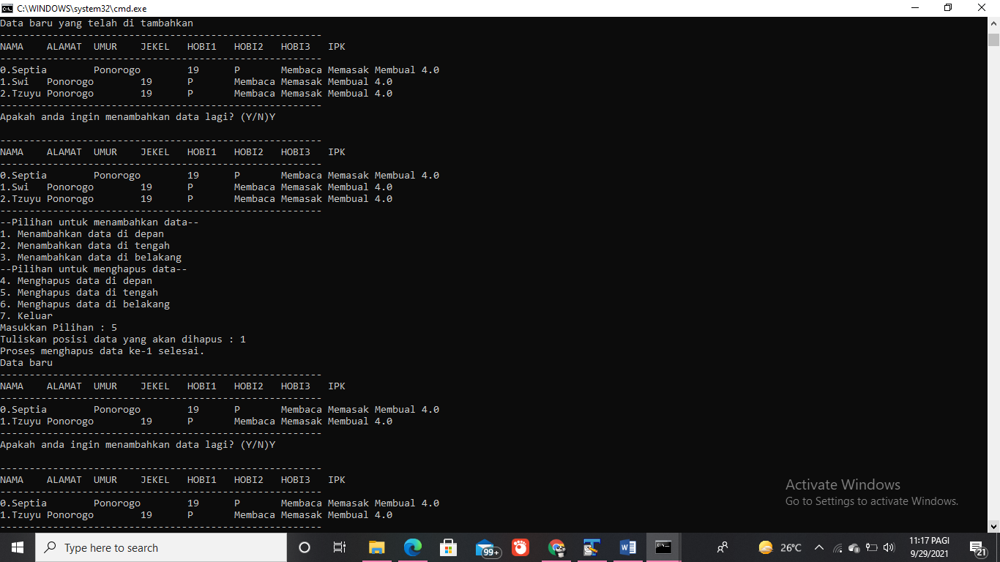 C:\WINDOWS\system32\cmd.exe
Data baru yang telah di tambahkan
-------------------------------------------------------
NAMA    ALAMAT  UMUR    JEKEL   HOBI1   HOBI2   HOBI3   IPK
-------------------------------------------------------
0.Septia        Ponorogo        19      P       Membaca Memasak Membual 4.0
1.Swi   Ponorogo        19      P       Membaca Memasak Membual 4.0
2.Tzuyu Ponorogo        19      P       Membaca Memasak Membual 4.0
-------------------------------------------------------
Apakah anda ingin menambahkan data lagi? (Y/N)Y
-------------------------------------------------------
NAMA    ALAMAT  UMUR    JEKEL   HOBI1   HOBI2   HOBI3   IPK
-------------------------------------------------------
0.Septia        Ponorogo        19      P       Membaca Memasak Membual 4.0
1.Swi   Ponorogo        19      P       Membaca Memasak Membual 4.0
2.Tzuyu Ponorogo        19      P       Membaca Memasak Membual 4.0
-------------------------------------------------------
--Pilihan untuk menambahkan data--
1. Menambahkan data di depan
2. Menambahkan data di tengah
3. Menambahkan data di belakang
--Pilihan untuk menghapus data--
4. Menghapus data di depan
5. Menghapus data di tengah
6. Menghapus data di belakang
7. Keluar
Masukkan Pilihan : 5
Tuliskan posisi data yang akan dihapus : 1
Proses menghapus data ke-1 selesai.
Data baru
-------------------------------------------------------
NAMA    ALAMAT  UMUR    JEKEL   HOBI1   HOBI2   HOBI3   IPK
-------------------------------------------------------
0.Septia        Ponorogo        19      P       Membaca Memasak Membual 4.0
1.Tzuyu Ponorogo        19      P       Membaca Memasak Membual 4.0
-------------------------------------------------------
Apakah anda ingin menambahkan data lagi? (Y/N)Y
-------------------------------------------------------
NAMA    ALAMAT  UMUR    JEKEL   HOBI1   HOBI2   HOBI3   IPK
-------------------------------------------------------
0.Septia        Ponorogo        19      P       Membaca Memasak Membual 4.0
1.Tzuyu Ponorogo        19      P       Membaca Memasak Membual 4.0
-------------------------------------------------------
Activate Windows
Go to Settings to activate Windows.
Type here to search
99+
26°C
11:17 PAGI
9/29/2021
21